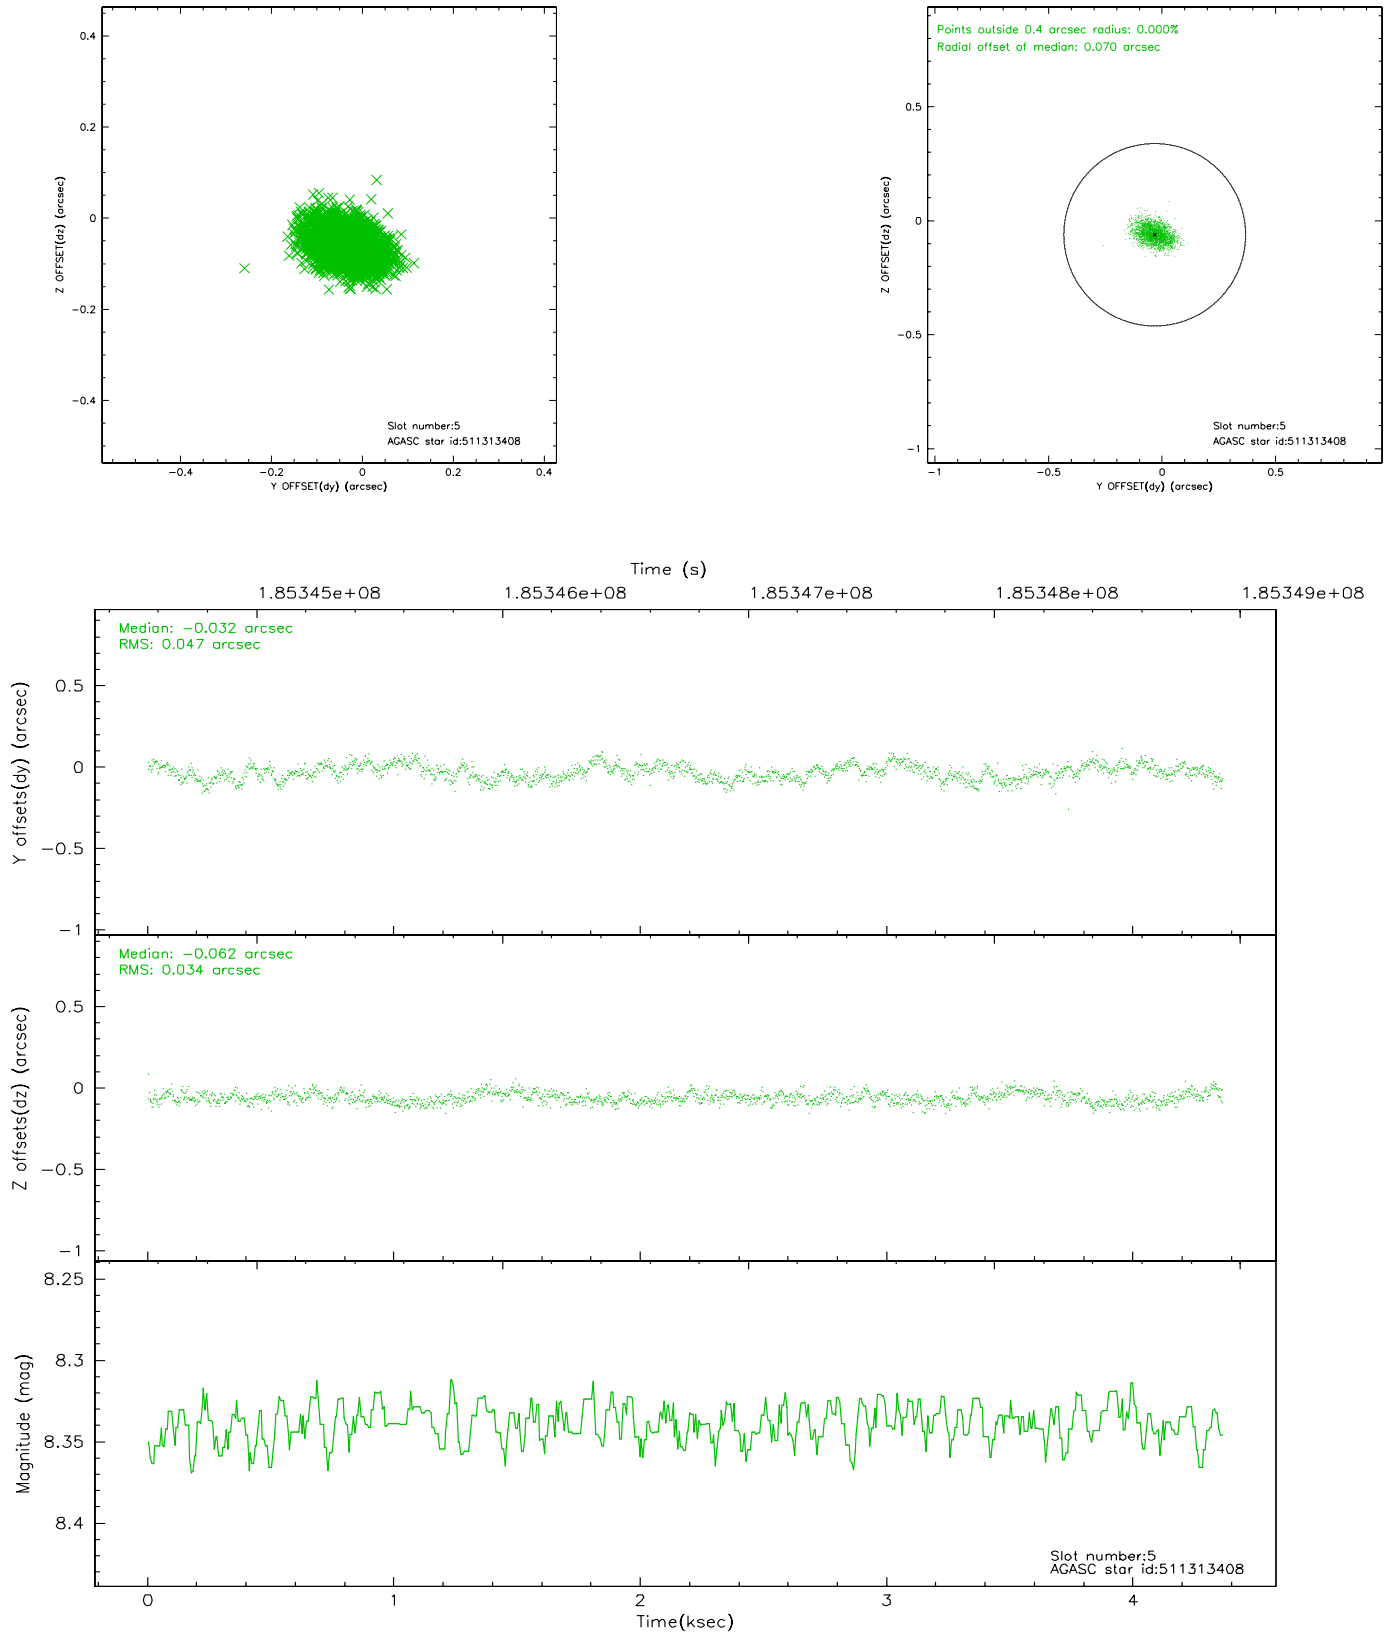 0.4
0.2
0
−0.2
−0.4
Z OFFSET(dz) (arcsec)
Slot number:5
AGASC star id:511313408
−0.4
−0.2
0
0.2
0.4
Y OFFSET(dy) (arcsec)
Points outside 0.4 arcsec radius: 0.000%
Radial offset of median: 0.070 arcsec
0.5
0
−0.5
−1
Z OFFSET(dz) (arcsec)
Slot number:5
AGASC star id:511313408
−1
−0.5
0
0.5
Y OFFSET(dy) (arcsec)
Time (s)
1.85345e+08
1.85346e+08
1.85347e+08
1.85348e+08
1.85349e+08
Median: −0.032 arcsec
RMS: 0.047 arcsec
0.5
0
−0.5
−1
Y offsets(dy) (arcsec)
Median: −0.062 arcsec
RMS: 0.034 arcsec
0.5
0
−0.5
−1
Z offsets(dz) (arcsec)
8.25
8.3
8.35
8.4
Magnitude (mag)
Slot number:5
AGASC star id:511313408
0
1
2
3
4
Time(ksec)